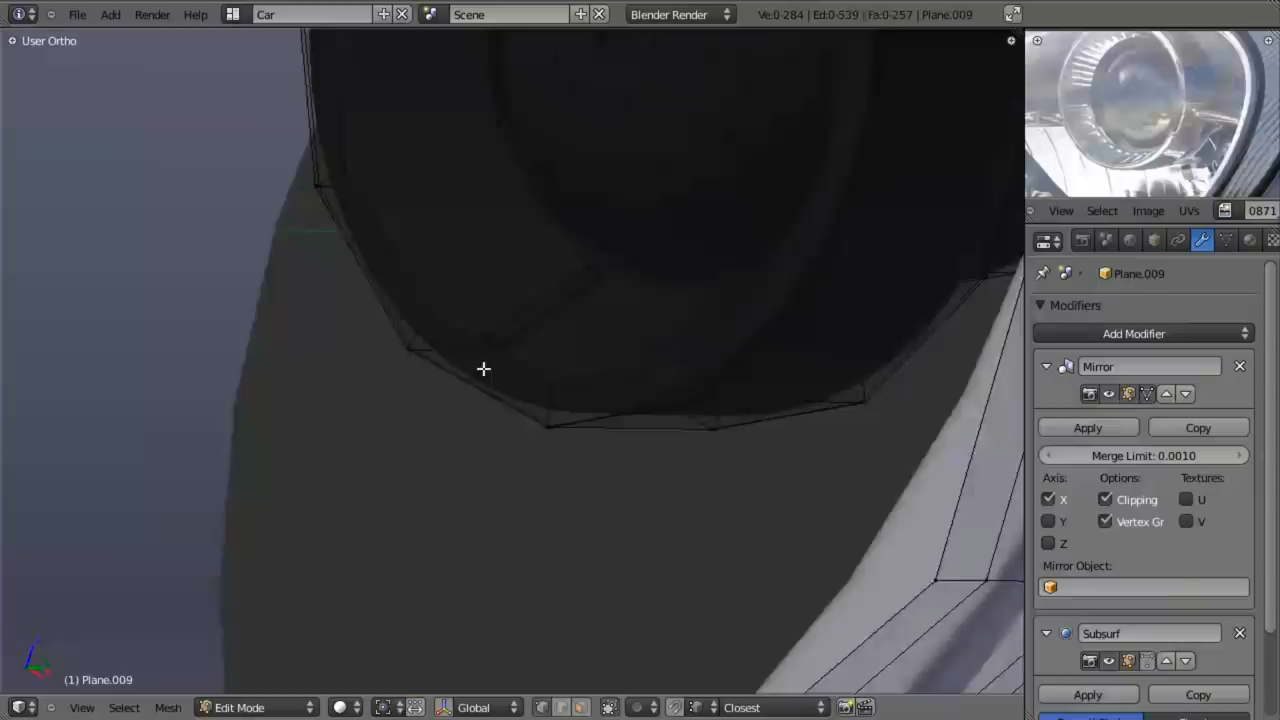 File Add Render Help Car Scene Blender Render Ve:0-284 | Ed:0-539 | Fa:0-257 | Plane.009
User Ortho
View Select Image UVs 0871
Plane.009
Modifiers
Add Modifier
Mirror
Apply Copy
Merge Limit: 0.0010
Axis: Options: Textures:
X Clipping U
Y Vertex Gr V
Z
Mirror Object:
Subsurf
Apply Copy
(1) Plane.009
View Select Mesh Edit Mode Global Closest